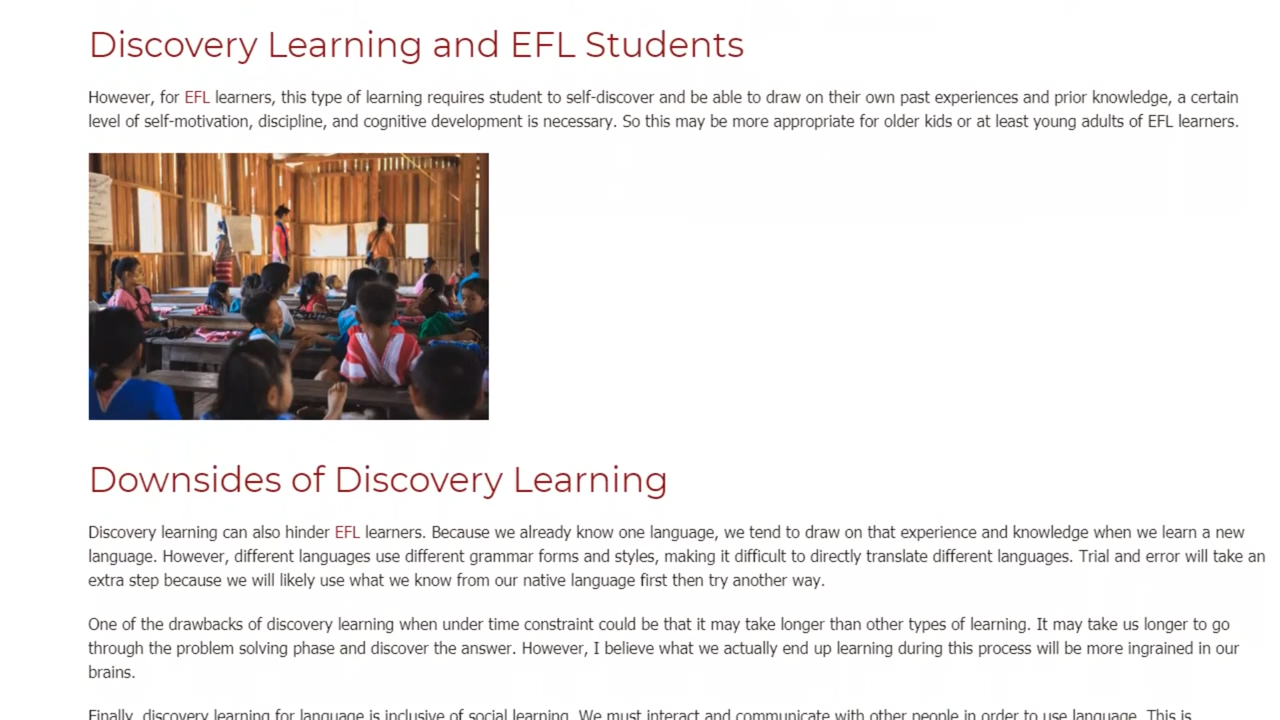 Discovery Learning and EFL Students
However, for EFL learners, this type of learning requires student to self-discover and be able to draw on their own past experiences and prior knowledge, a certain
level of self-motivation, discipline, and cognitive development is necessary. So this may be more appropriate for older kids or at least young adults of EFL learners.
Downsides of Discovery Learning
Discovery learning can also hinder EFL learners. Because we already know one language, we tend to draw on that experience and knowledge when we learn a new
language. However, different languages use different grammar forms and styles, making it difficult to directly translate different languages. Trial and error will take an
extra step because we will likely use what we know from our native language first then try another way.
One of the drawbacks of discovery learning when under time constraint could be that it may take longer than other types of learning. It may take us longer to go
through the problem solving phase and discover the answer. However, I believe what we actually end up learning during this process will be more ingrained in our
brains.
Finally, discovery learning for language is inclusive of social learning. We must interact and communicate with other people in order to use language. This is